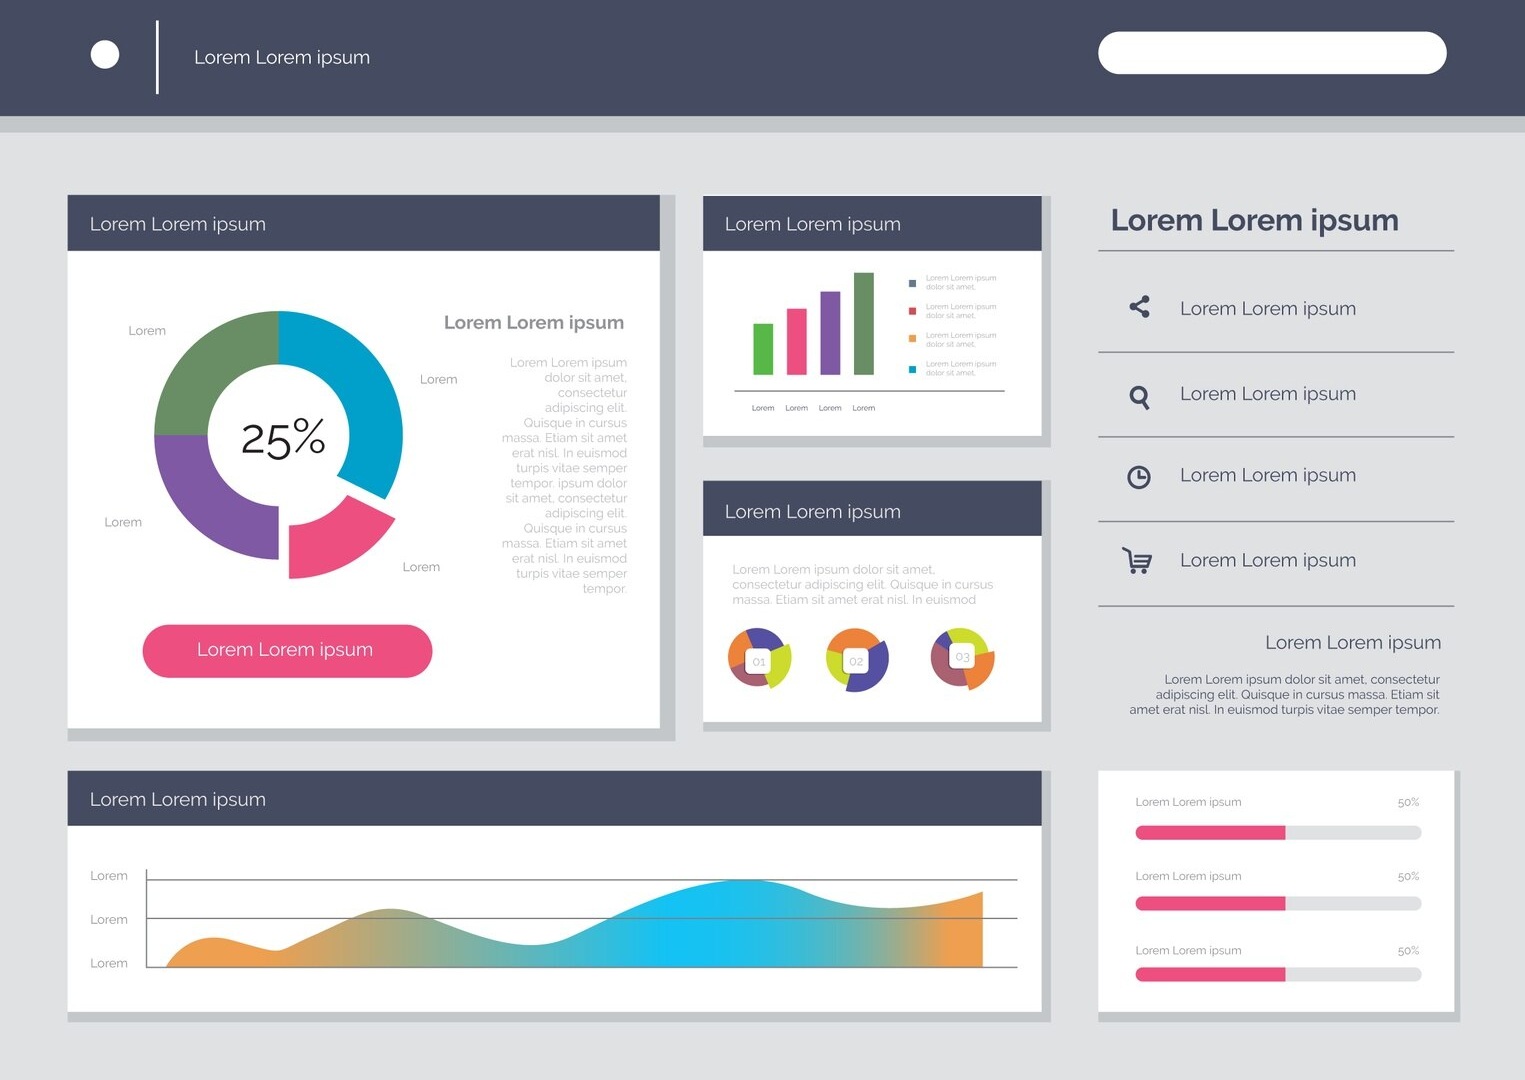 Lorem Lorem ipsum
Lorem Lorem ipsum
Lorem
Lorem
Lorem
Lorem
25%
Lorem Lorem ipsum
Lorem Lorem ipsum
dolor sit amet,
consectetur
adipiscing elit.
Quisque in cursus
massa. Etiam sit amet
erat nisl. In euismod
turpis vitae semper
tempor. ipsum dolor
sit amet, consectetur
adipiscing elit.
Quisque in cursus
massa. Etiam sit amet
erat nisl. In euismod
turpis vitae semper
tempor.
Lorem Lorem ipsum
Lorem Lorem ipsum
Lorem Lorem ipsum
dolor sit amet,
Lorem Lorem ipsum
dolor sit amet,
Lorem Lorem ipsum
dolor sit amet,
Lorem Lorem ipsum
dolor sit amet,
Lorem Lorem Lorem Lorem
Lorem Lorem ipsum
Lorem Lorem ipsum dolor sit amet,
consectetur adipiscing elit. Quisque in cursus
massa. Etiam sit amet erat nisl. In euismod
01 02 03
Lorem Lorem ipsum
Lorem Lorem ipsum
Lorem Lorem ipsum
Lorem Lorem ipsum
Lorem Lorem ipsum
Lorem Lorem ipsum
Lorem Lorem ipsum dolor sit amet, consectetur
adipiscing elit. Quisque in cursus massa. Etiam sit
amet erat nisl. In euismod turpis vitae semper tempor.
Lorem Lorem ipsum
Lorem
Lorem
Lorem
Lorem Lorem ipsum 50%
Lorem Lorem ipsum 50%
Lorem Lorem ipsum 50%